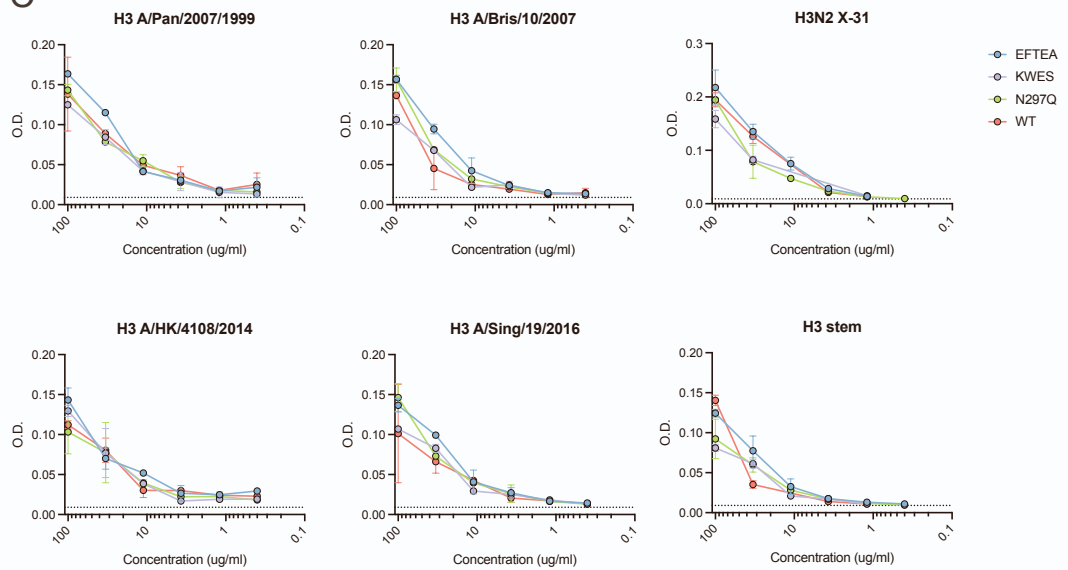 H3 A/Pan/2007/1999
H3 A/Bris/10/2007
H3N2 X-31
0.20
0.15
0.10
0.05
0.00
O.D.
100
10
1
0.1
Concentration (ug/ml)
0.20
0.15
0.10
0.05
0.00
O.D.
100
10
1
0.1
Concentration (ug/ml)
0.3
0.2
0.1
0.0
O.D.
100
10
1
0.1
Concentration (ug/ml)
EFTEA
KWES
N297Q
WT
H3 A/HK/4108/2014
H3 A/Sing/19/2016
H3 stem
0.20
0.15
0.10
0.05
0.00
O.D.
100
10
1
0.1
Concentration (ug/ml)
0.20
0.15
0.10
0.05
0.00
O.D.
100
10
1
0.1
Concentration (ug/ml)
0.20
0.15
0.10
0.05
0.00
O.D.
100
10
1
0.1
Concentration (ug/ml)